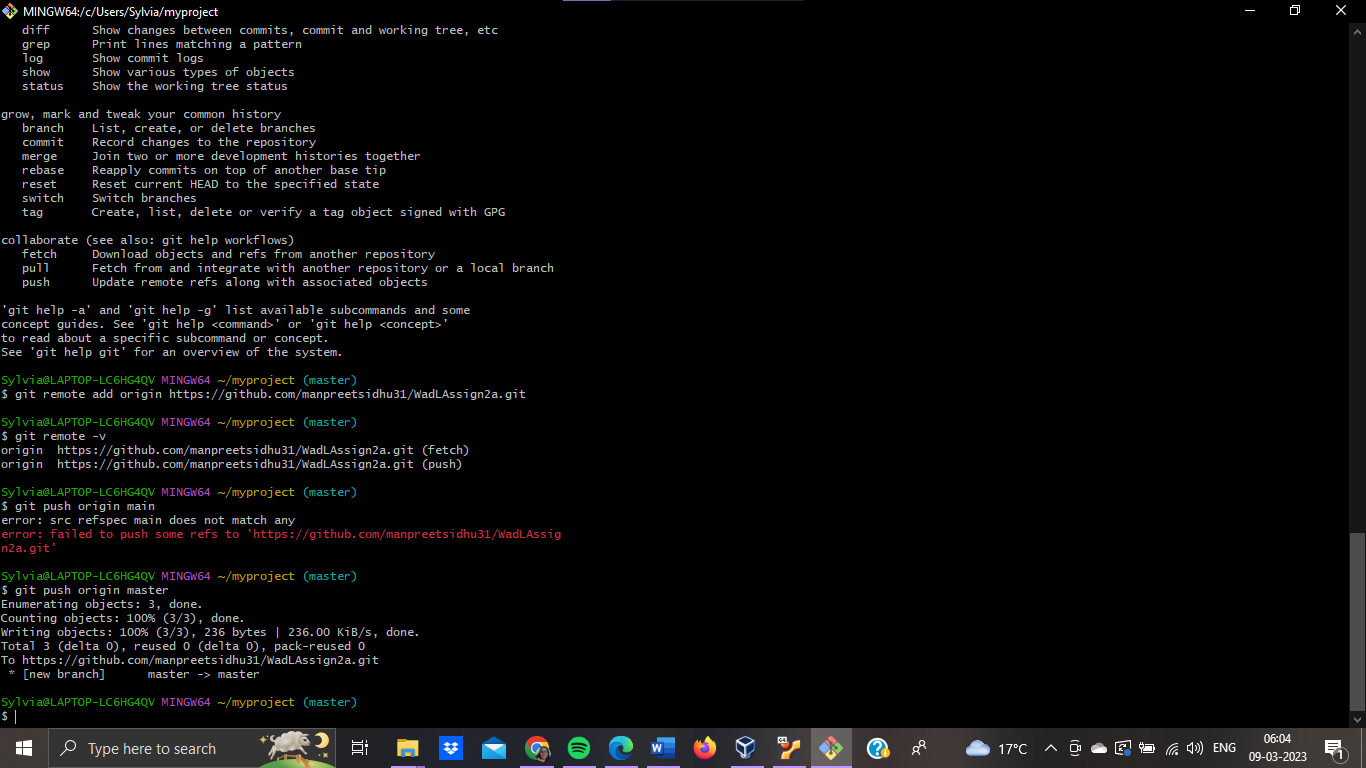 MINGW64:/c/Users/Sylvia/myproject
diff Show changes between commits, commit and working tree, etc
grep Print lines matching a pattern
log Show commit logs
show Show various types of objects
status Show the working tree status
grow, mark and tweak your common history
branch List, create, or delete branches
commit Record changes to the repository
merge Join two or more development histories together
rebase Reapply commits on top of another base tip
reset Reset current HEAD to the specified state
switch Switch branches
tag Create, list, delete or verify a tag object signed with GPG
collaborate (see also: git help workflows)
fetch Download objects and refs from another repository
pull Fetch from and integrate with another repository or a local branch
push Update remote refs along with associated objects
'git help -a' and 'git help -g' list available subcommands and some
concept guides. See 'git help <command>' or 'git help <concept>'
to read about a specific subcommand or concept.
See 'git help git' for an overview of the system.
Sylvia@LAPTOP-LC6HG4QV MINGW64 ~/myproject (master)
$ git remote add origin https://github.com/manpreetsidhu31/WadLAssign2a.git
Sylvia@LAPTOP-LC6HG4QV MINGW64 ~/myproject (master)
$ git remote -v
origin https://github.com/manpreetsidhu31/WadLAssign2a.git (fetch)
origin https://github.com/manpreetsidhu31/WadLAssign2a.git (push)
Sylvia@LAPTOP-LC6HG4QV MINGW64 ~/myproject (master)
$ git push origin main
error: src refspec main does not match any
error: failed to push some refs to 'https://github.com/manpreetsidhu31/WadLAssig
n2a.git'
Sylvia@LAPTOP-LC6HG4QV MINGW64 ~/myproject (master)
$ git push origin master
Enumerating objects: 3, done.
Counting objects: 100% (3/3), done.
Writing objects: 100% (3/3), 236 bytes | 236.00 KiB/s, done.
Total 3 (delta 0), reused 0 (delta 0), pack-reused 0
To https://github.com/manpreetsidhu31/WadLAssign2a.git
* [new branch] master -> master
Sylvia@LAPTOP-LC6HG4QV MINGW64 ~/myproject (master)
$
Type here to search
17°C
ENG
06:04
09-03-2023
1